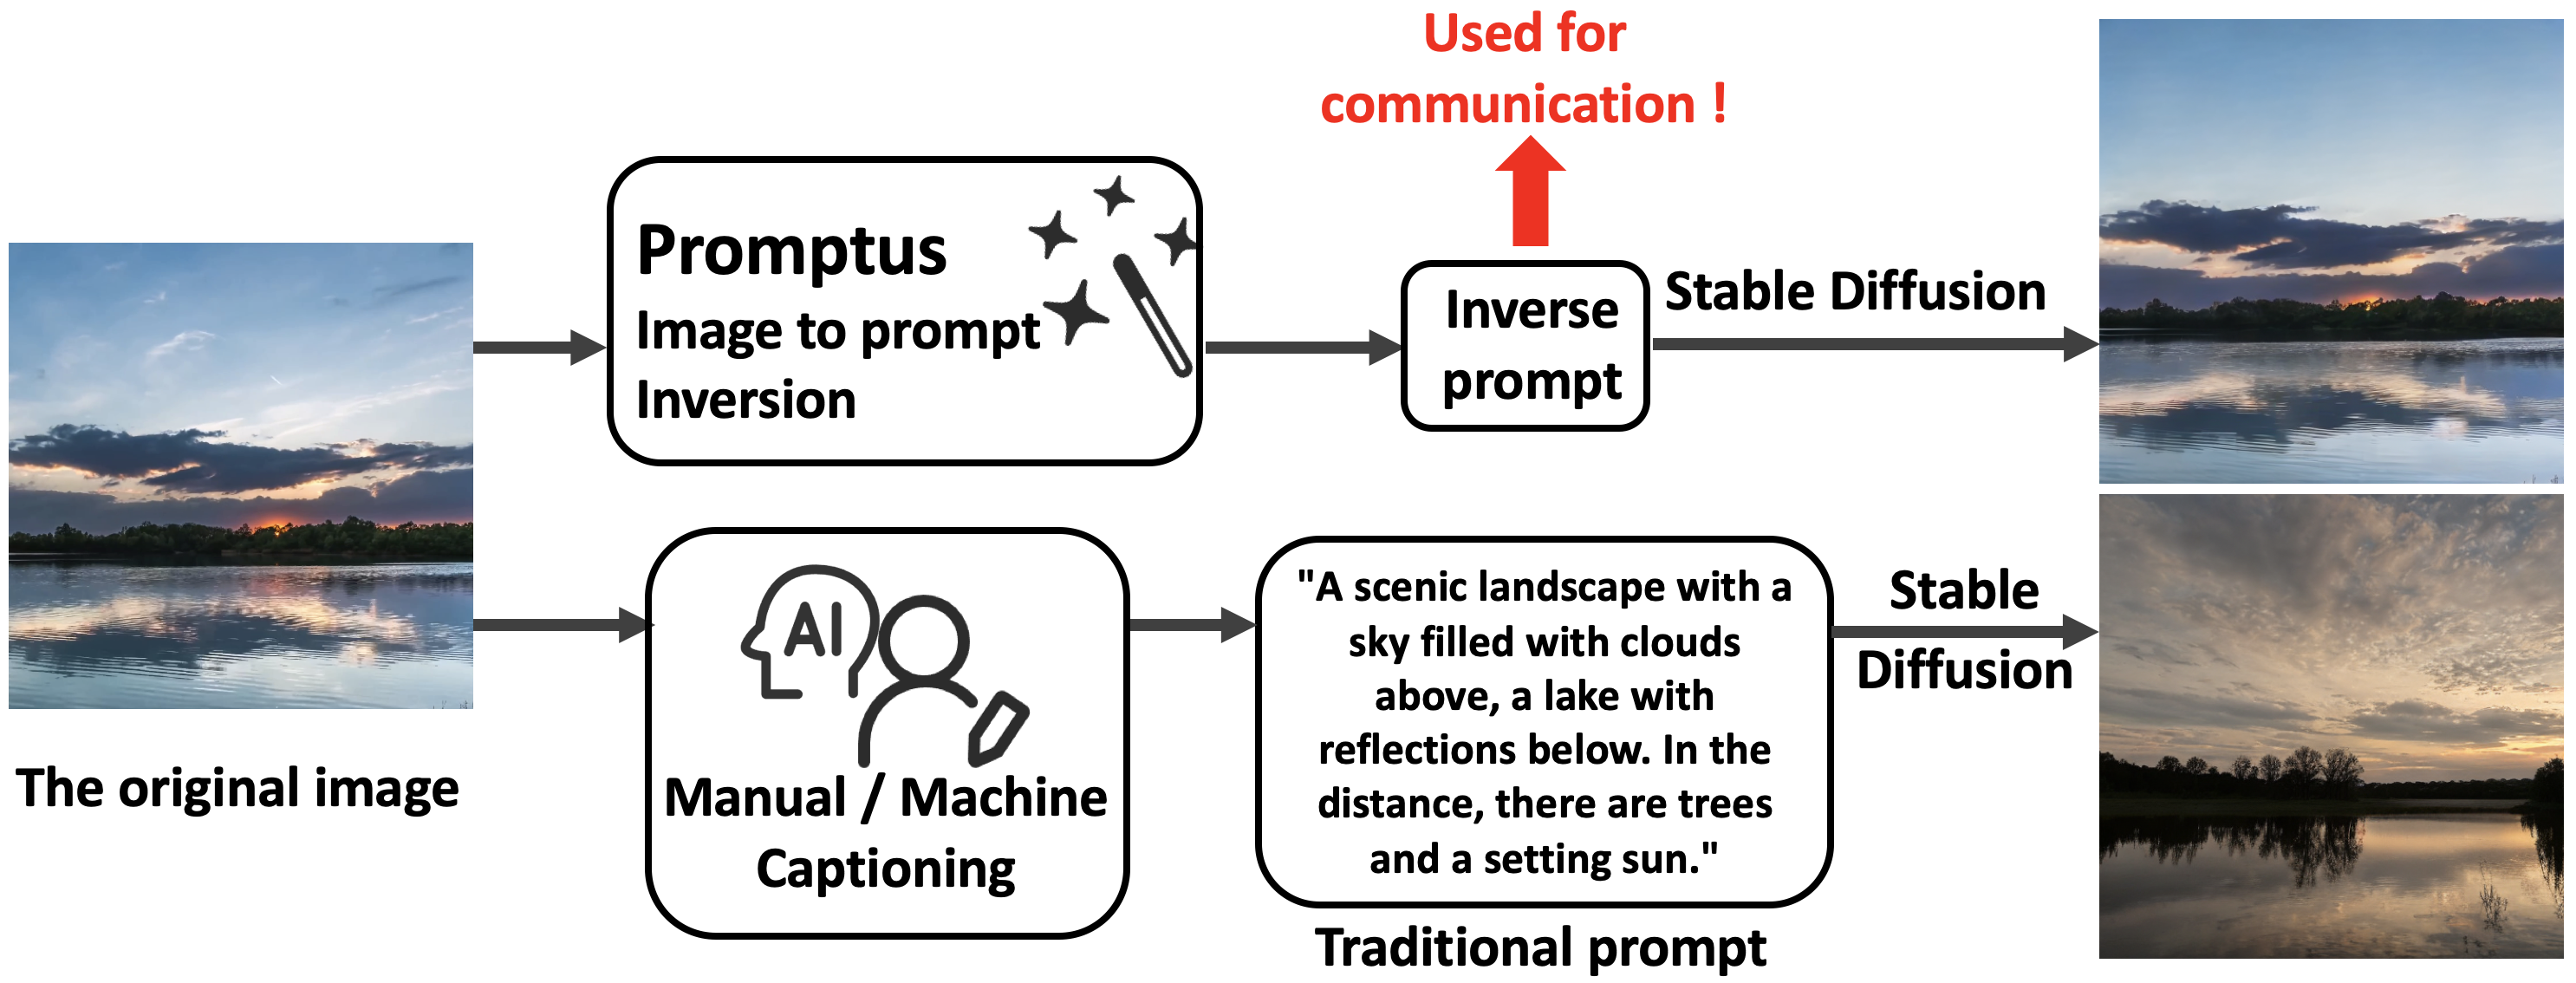 Used for
communication !
Promptus
Image to prompt
Inversion
Inverse
prompt
Stable Diffusion
The original image
AI
Manual / Machine
Captioning
"A scenic landscape with a
sky filled with clouds
above, a lake with
reflections below. In the
distance, there are trees
and a setting sun."
Traditional prompt
Stable
Diffusion